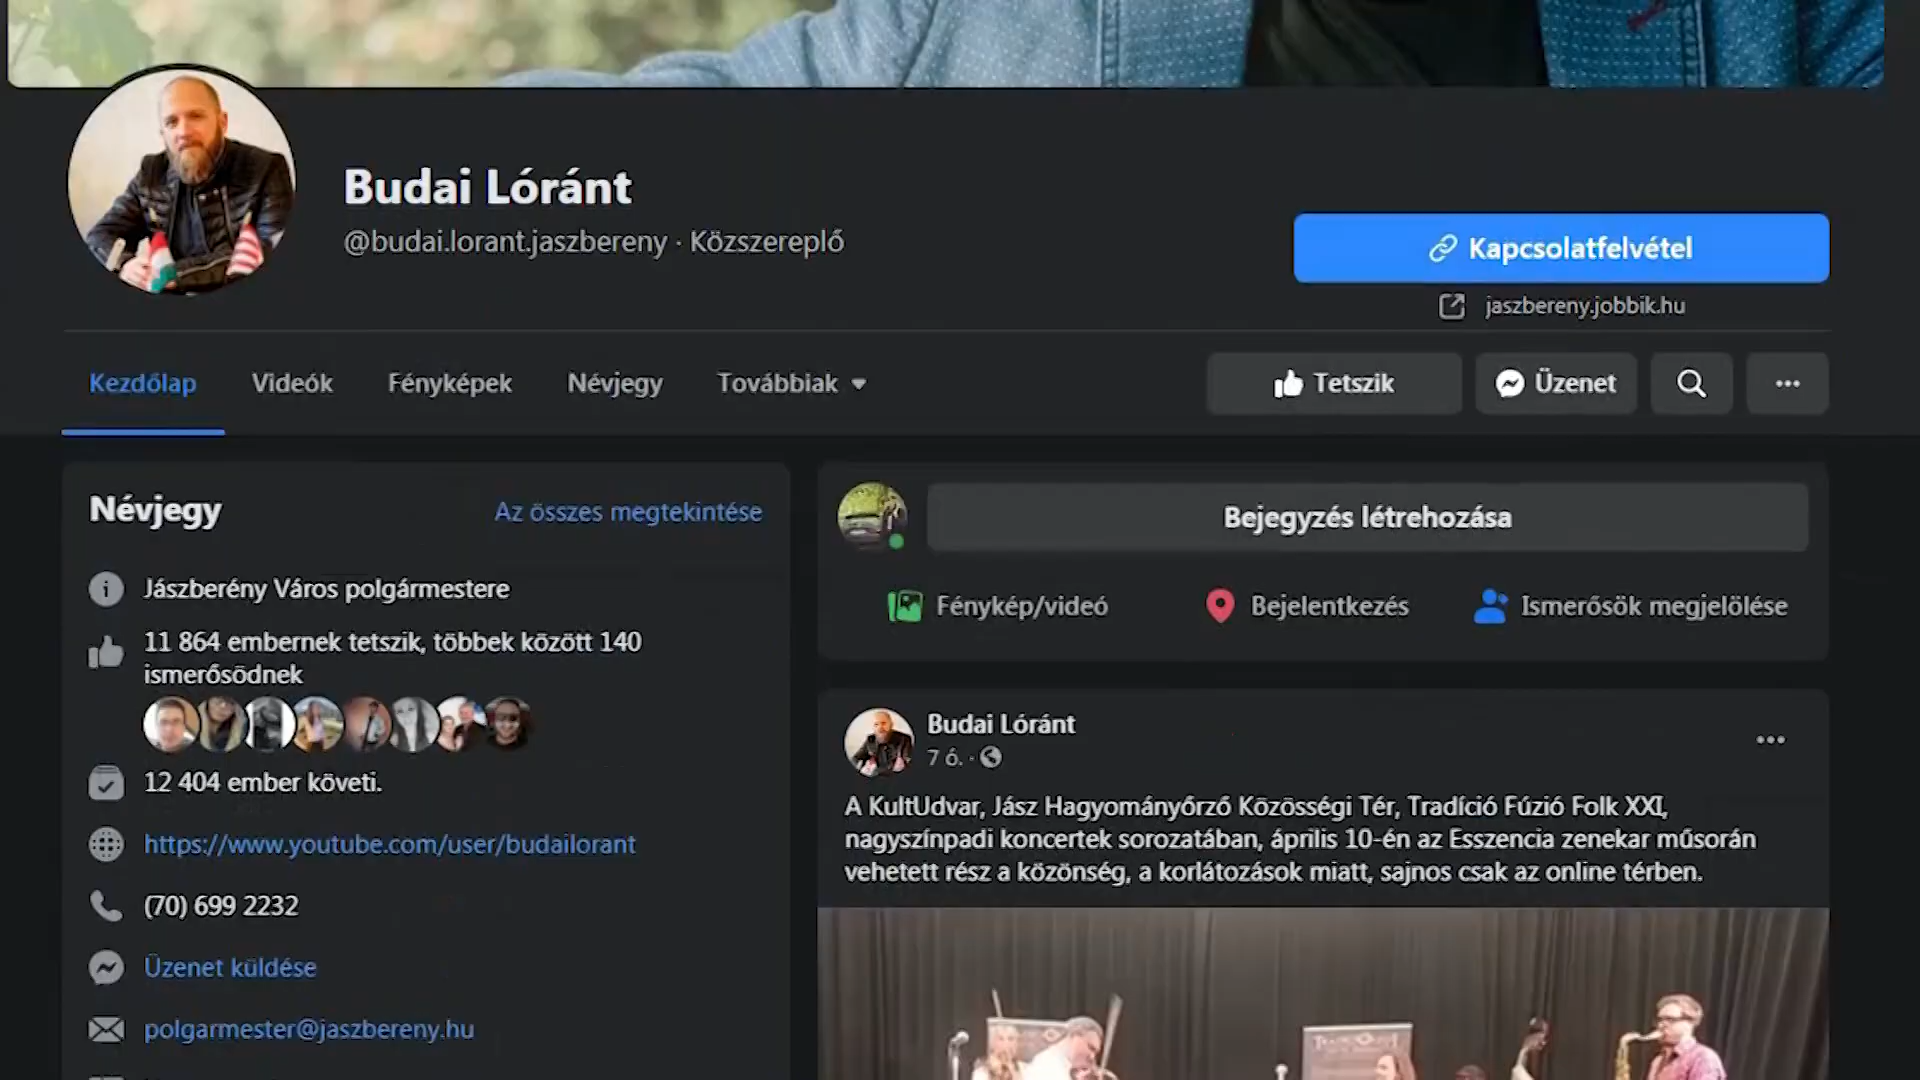 Budai Lóránt
@budai.lorant.jaszbereny · Közszereplő
Kapcsolatfelvétel
jaszbereny.jobbik.hu
Kezdőlap
Videók
Fényképek
Névjegy
Továbbiak
Tetszik
Üzenet
Névjegy
Az összes megtekintése
Jászberény Város polgármestere
11 864 embernek tetszik, többek között 140
ismerősödnek
12 404 ember követi.
https://www.youtube.com/user/budailorant
(70) 699 2232
Üzenet küldése
polgarmester@jaszbereny.hu
Bejegyzés létrehozása
Fénykép/videó
Bejelentkezés
Ismerősök megjelölése
Budai Lóránt
7 ó. ·
A KultUdvar, Jász Hagyományőrző Közösségi Tér, Tradíció Fúzió Folk XXI,
nagyszínpadi koncertek sorozatában, április 10-én az Esszencia zenekar műsorán
vehetett rész a közönség, a korlátozások miatt, sajnos csak az online térben.